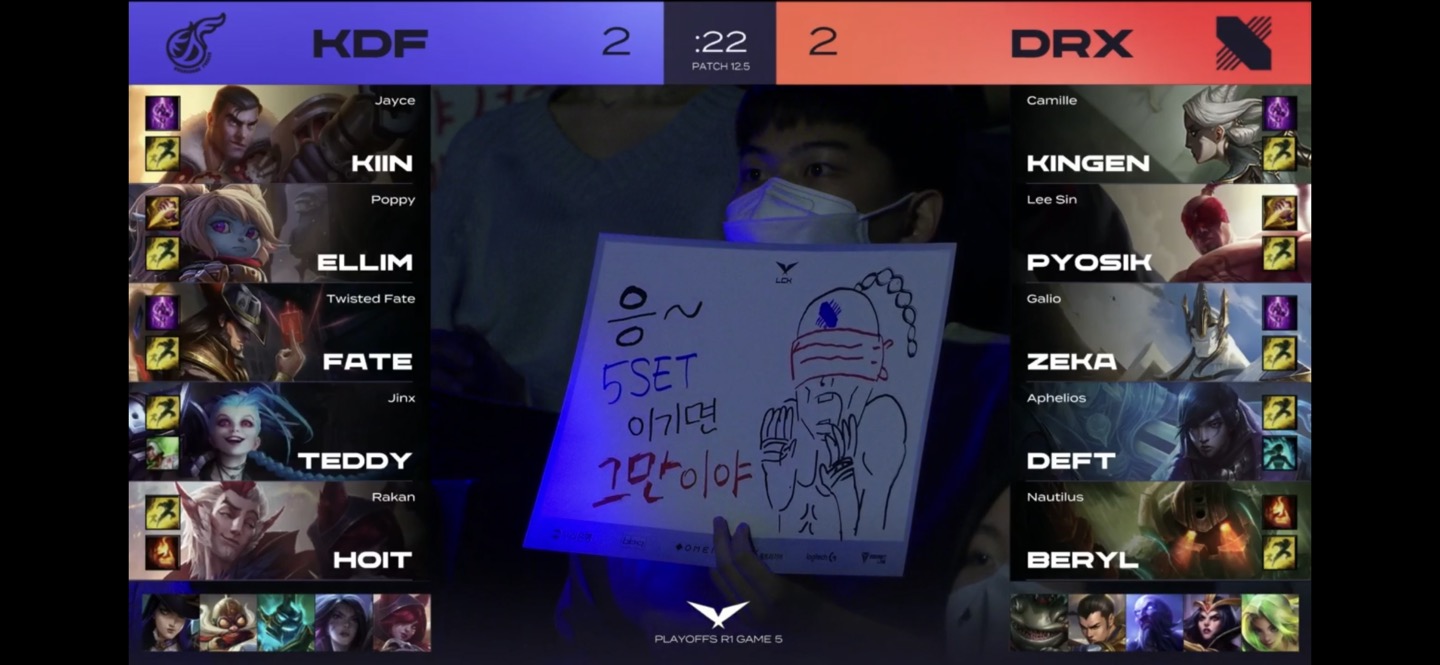 KDF
2
:22
PATCH 12.5
2
DRX
Jayce
KIIN
Poppy
ELLIM
Twisted Fate
FATE
Jinx
TEDDY
Rakan
HOIT
LCK
응~
5SET
이기면
그만이야
Camille
KINGEN
Lee Sin
PYOSIK
Galio
ZEKA
Aphelios
DEFT
Nautilus
BERYL
PLAYOFFS R1 GAME 5